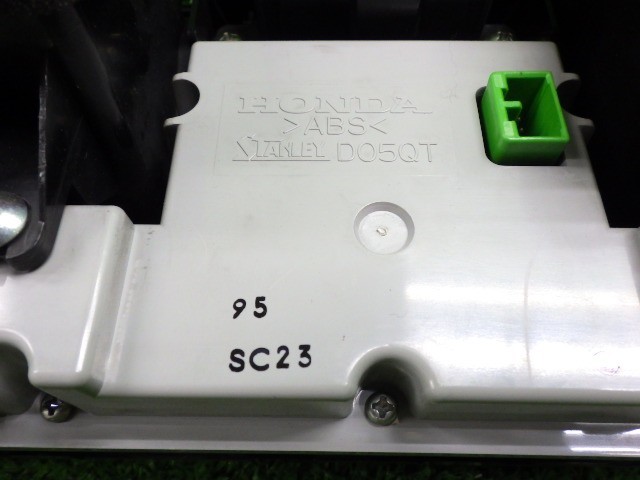 HONDA
>ABS<
STANLEY D05QT
95
SC23